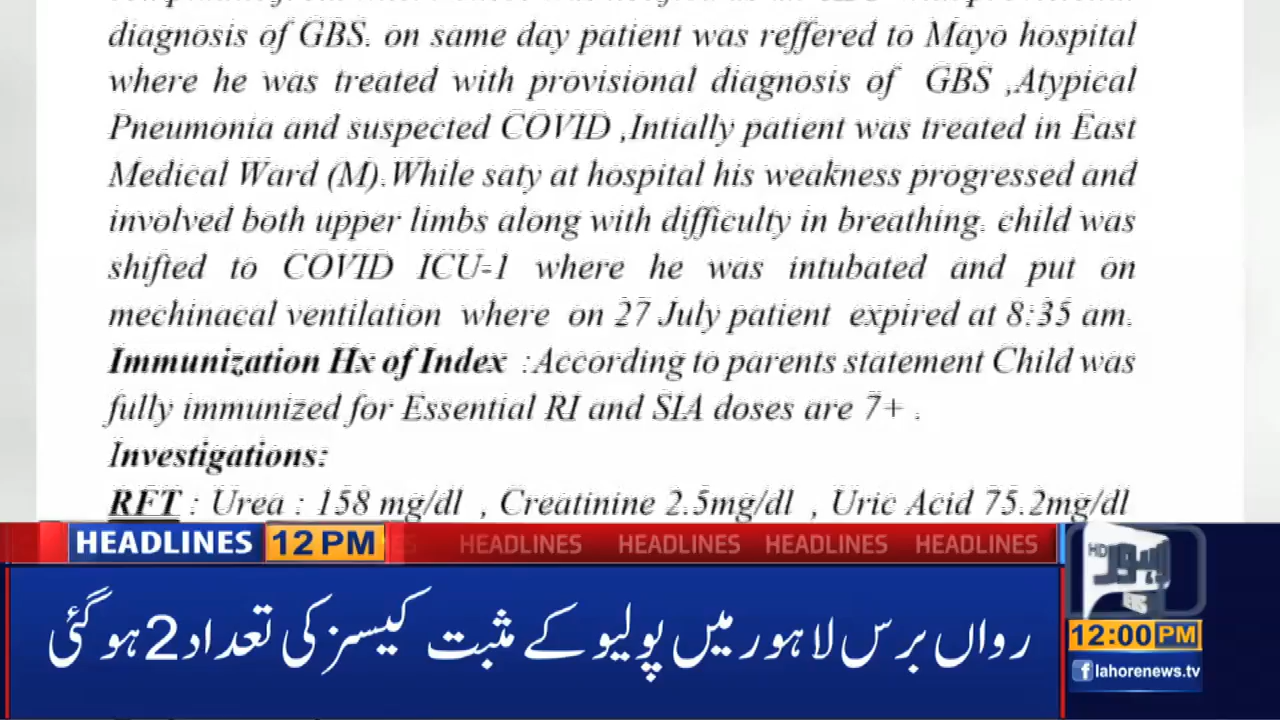 diagnosis of GBS. on same day patient was reffered to Mayo hospital
where he was treated with provisional diagnosis of GBS ,Atypical
Pneumonia and suspected COVID ,Intially patient was treated in East
Medical Ward (M).While saty at hospital his weakness progressed and
involved both upper limbs along with difficulty in breathing. child was
shifted to COVID ICU-1 where he was intubated and put on
mechinacal ventilation where on 27 July patient expired at 8:35 am.
Immunization Hx of Index :According to parents statement Child was
fully immunized for Essential RI and SIA doses are 7+ .
Investigations:
RFT : Urea : 158 mg/dl , Creatinine 2.5mg/dl , Uric Acid 75.2mg/dl
HEADLINES 12 PM HEADLINES HEADLINES HEADLINES HEADLINES
HD لاہور NEWS
رواں برس لاہور میں پولیو کے مثبت کیسز کی تعداد 2 ہو گئی
12:00 PM
lahorenews.tv